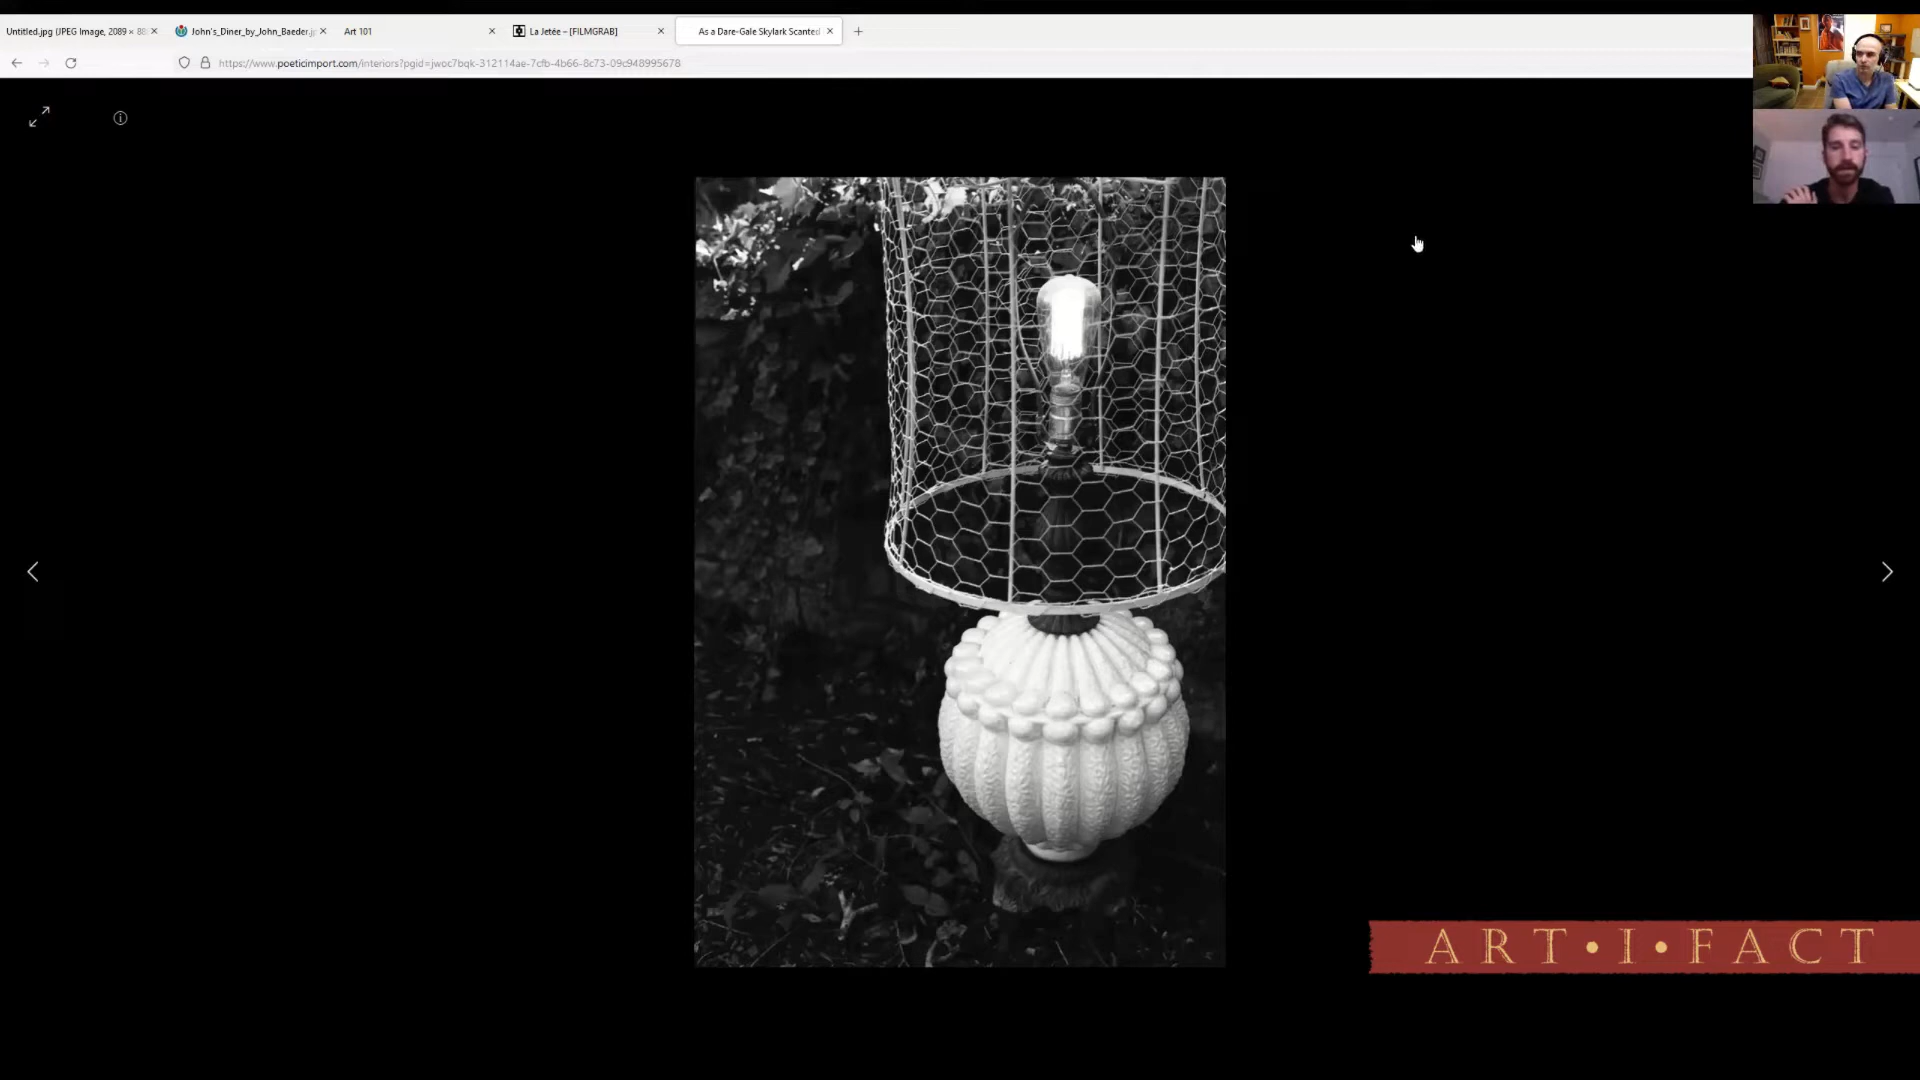 Untitled.jpg (JPEG Image, 2089 × 88
John's_Diner_by_John_Baeder.j
Art 101
La Jetée – [FILMGRAB]
As a Dare-Gale Skylark Scanted
https://www.poeticimport.com/interiors?pgid=jwoc7bqk-312114ae-7cfb-4b66-8c73-09c948995678
ART•I•FACT